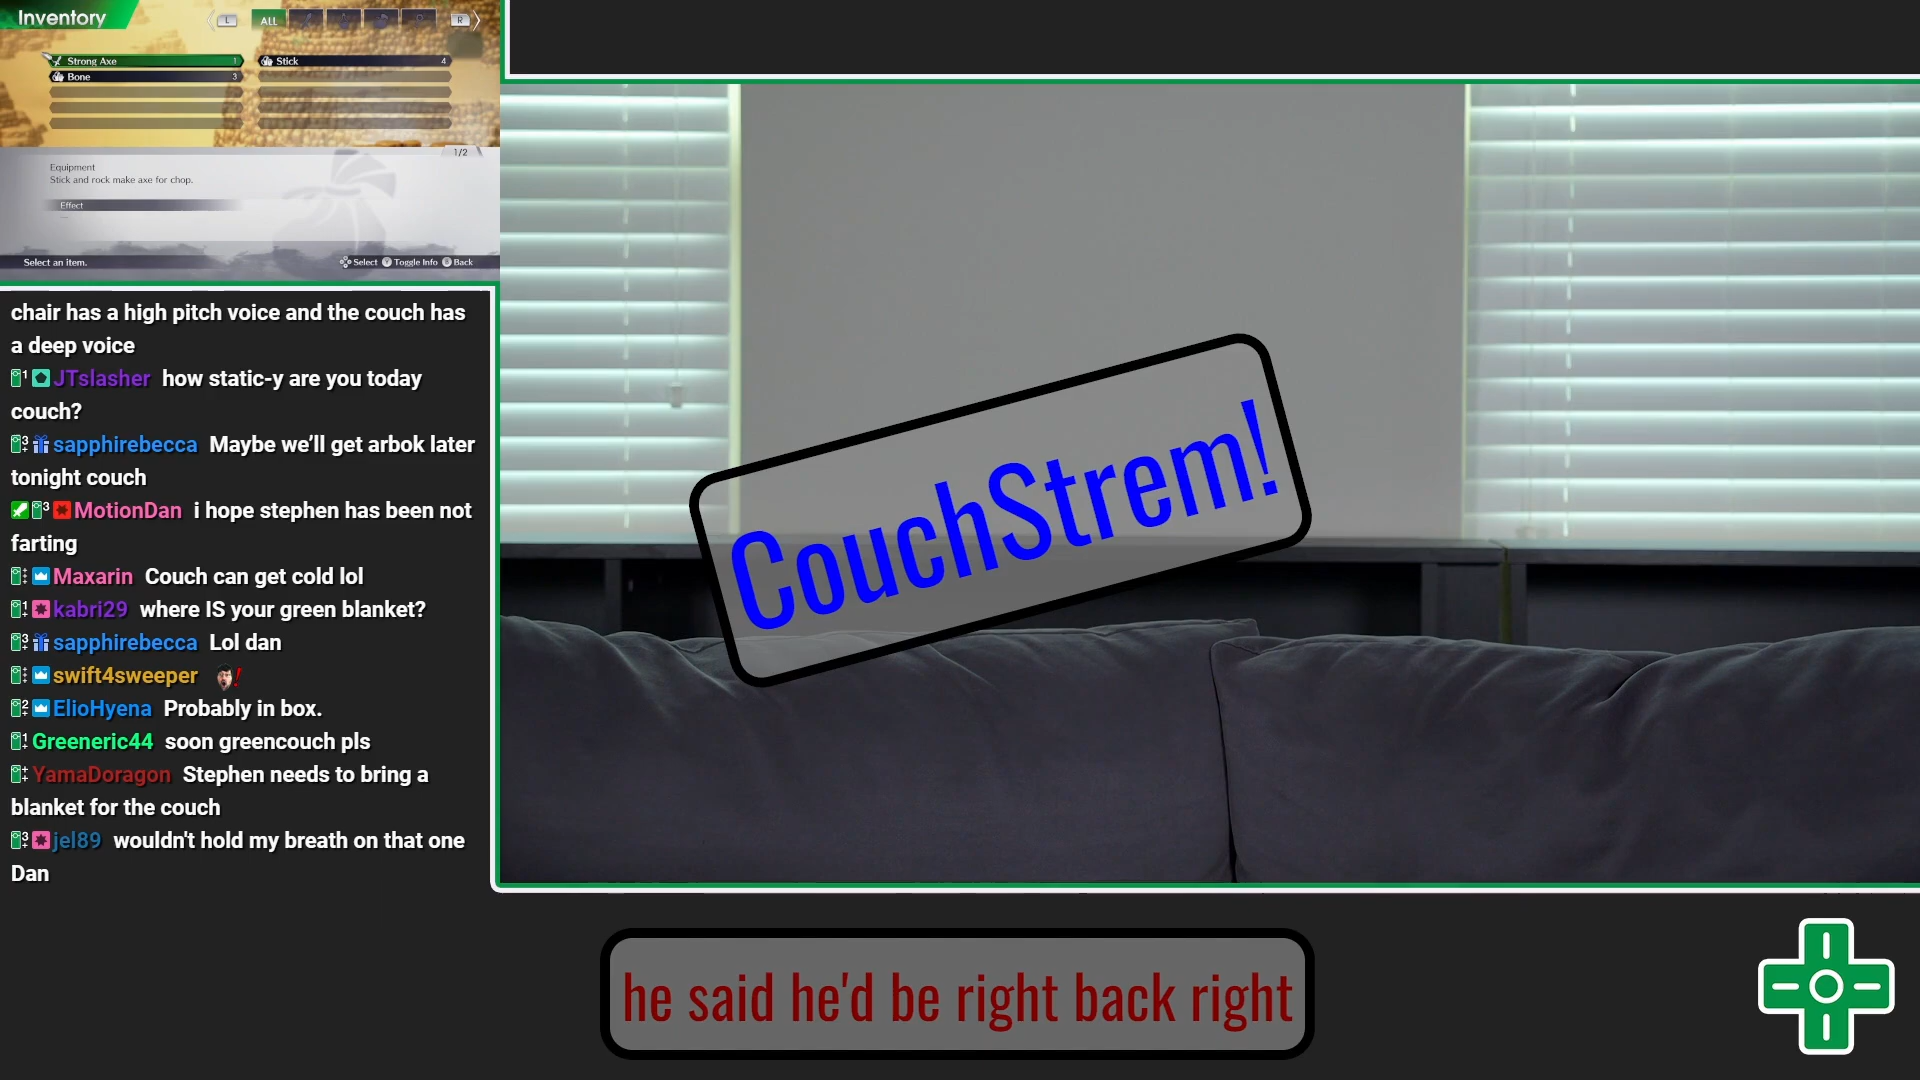 Inventory
L
ALL
R
Strong Axe 1
Stick 4
Bone 3
1/2
Equipment
Stick and rock make axe for chop.
Effect
Select an item.
Select Toggle Info Back
chair has a high pitch voice and the couch has
a deep voice
JTslasher how static-y are you today
couch?
sapphirebecca Maybe we’ll get arbok later
tonight couch
MotionDan i hope stephen has been not
farting
Maxarin Couch can get cold lol
kabri29 where IS your green blanket?
sapphirebecca Lol dan
swift4sweeper
ElioHyena Probably in box.
Greeneric44 soon greencouch pls
YamaDoragon Stephen needs to bring a
blanket for the couch
jel89 wouldn't hold my breath on that one
Dan
CouchStrem!
he said he'd be right back right